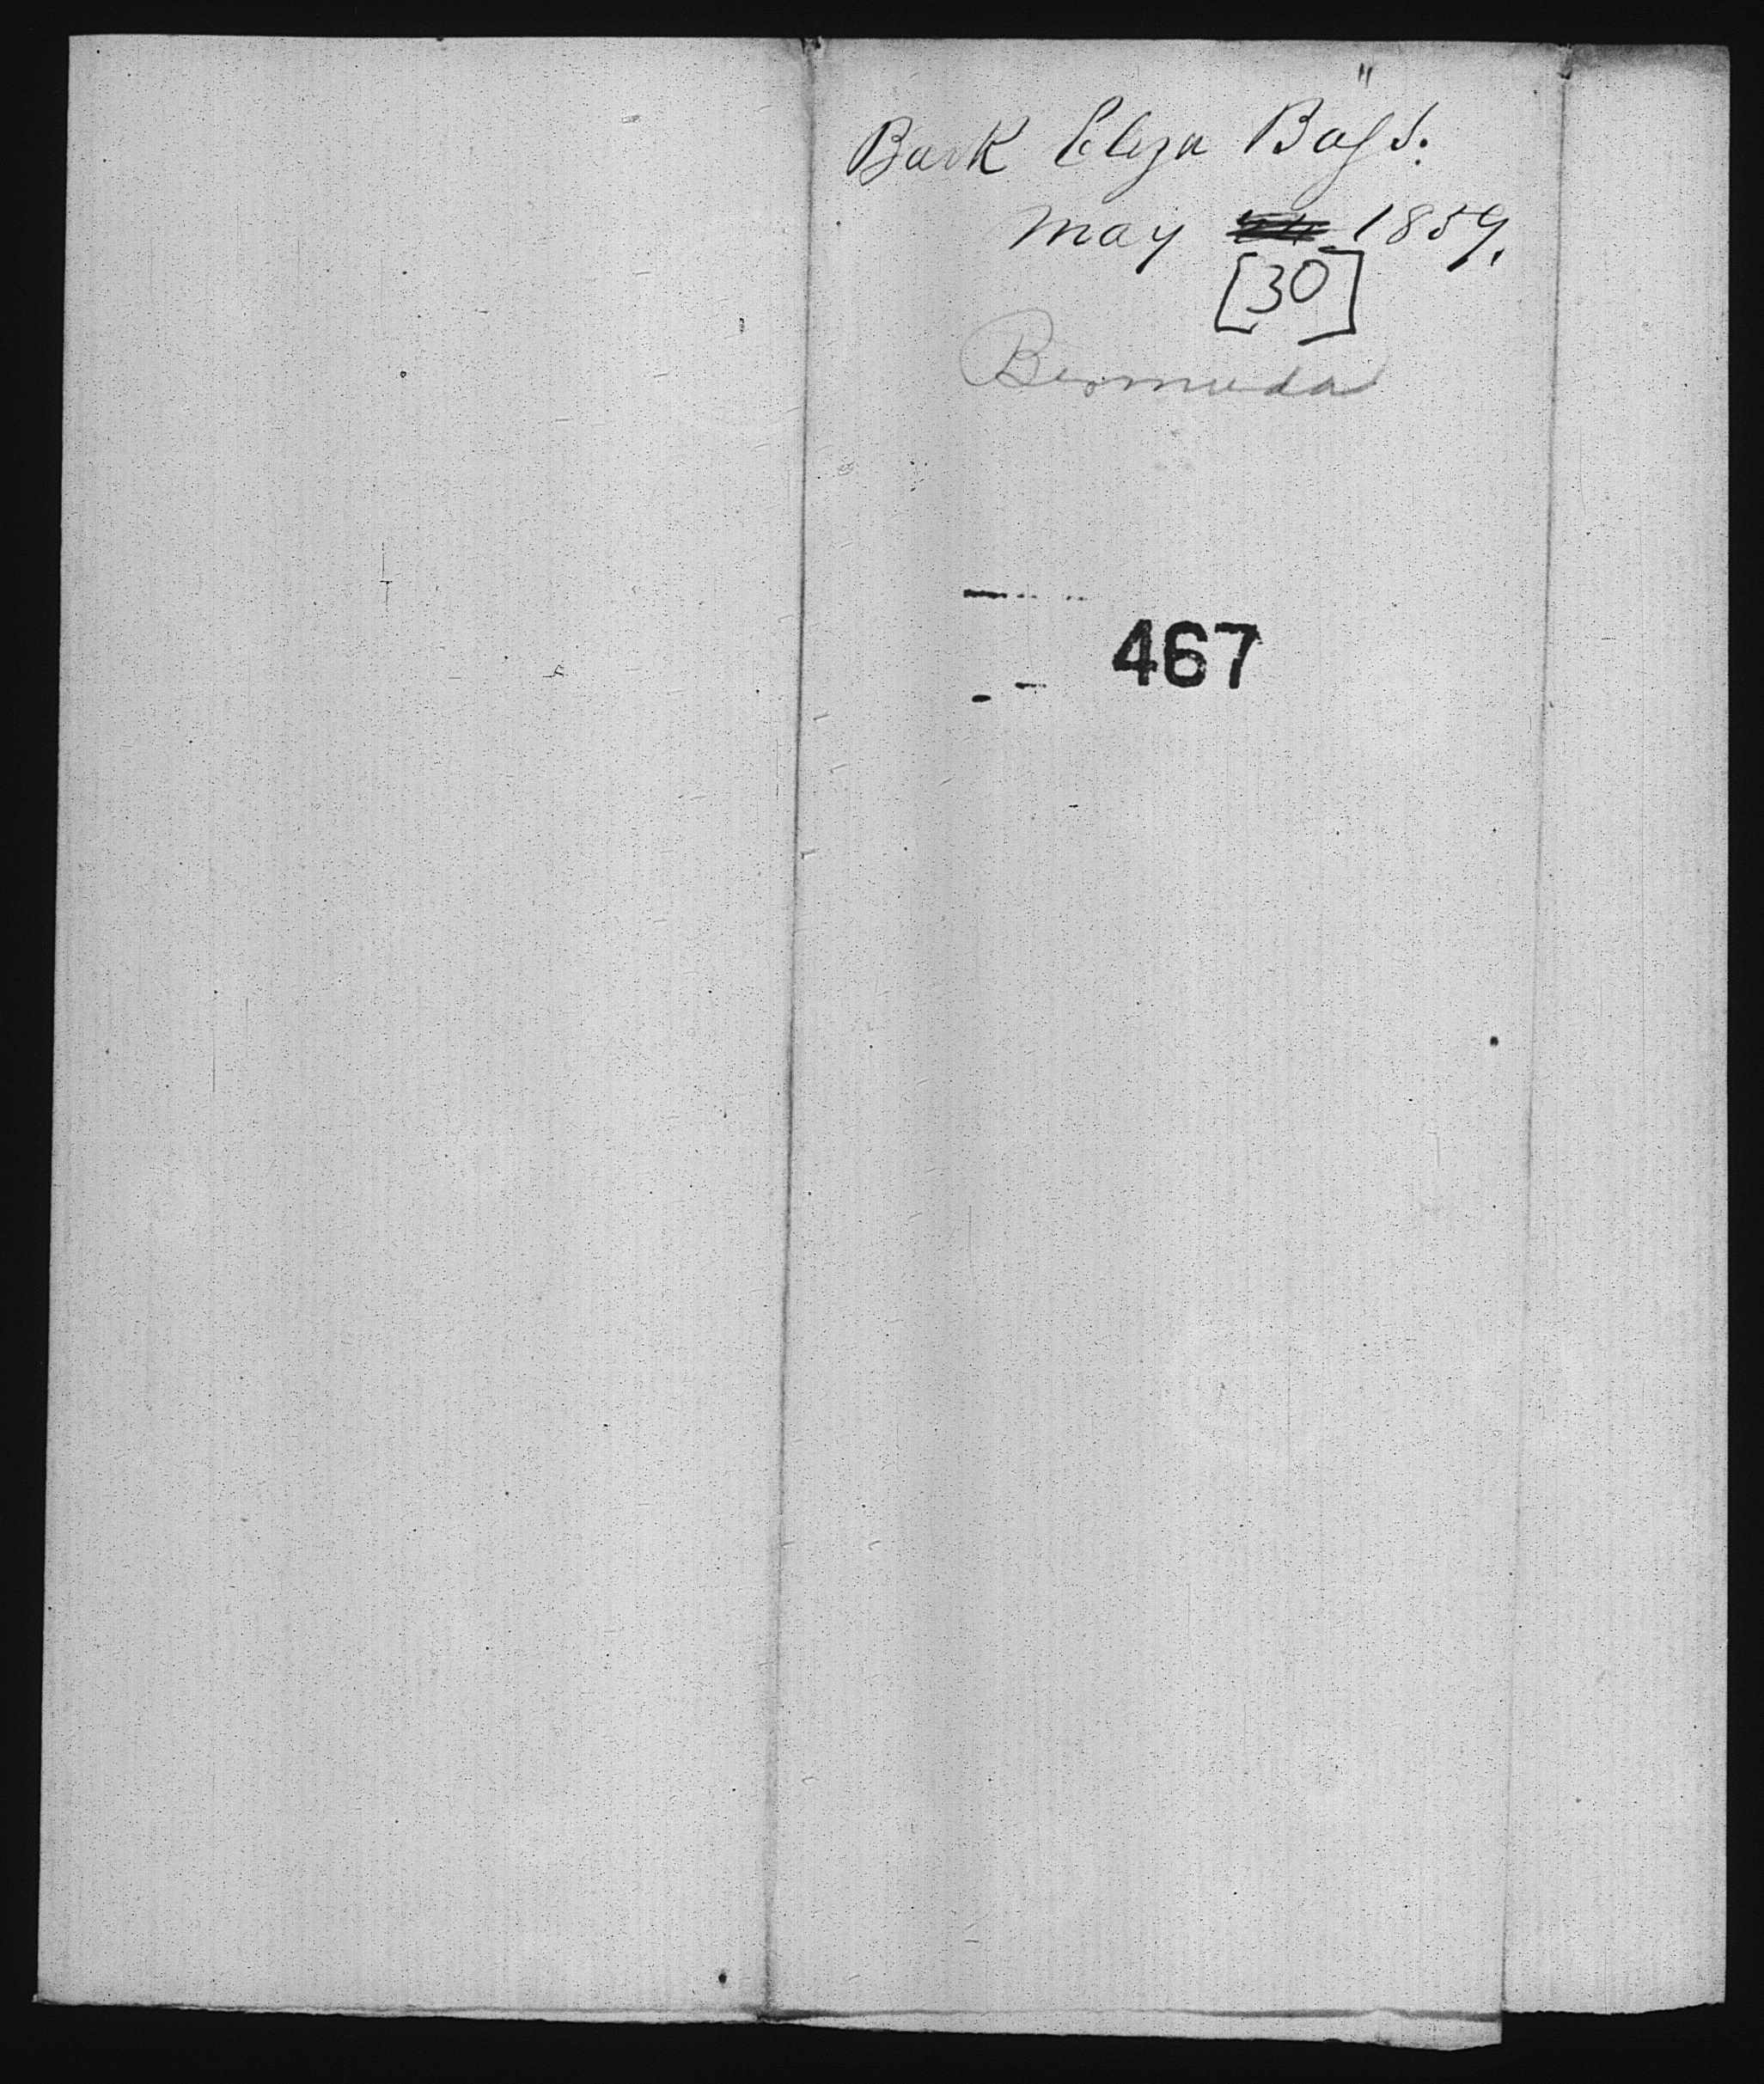 Bark Eliza Bass.
May 1859.
[30]
Bermuda
467